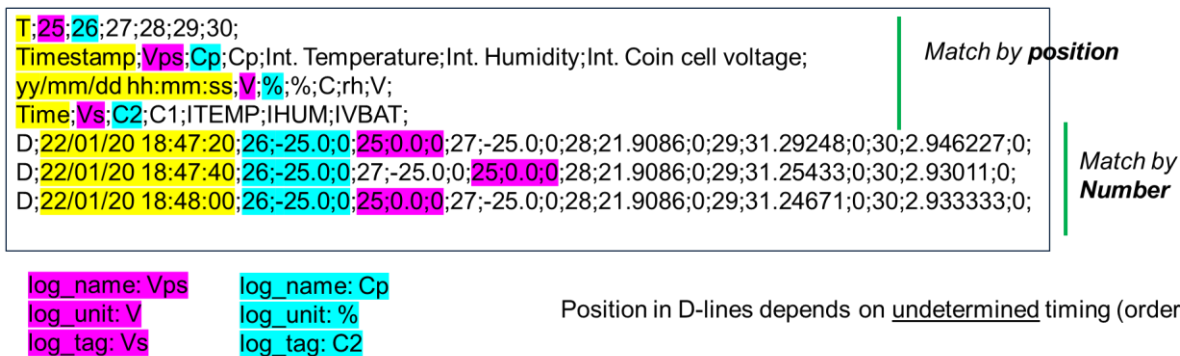 T;25;26;27;28;29;30;
Timestamp;Vps;Cp;Cp;Int. Temperature;Int. Humidity;Int. Coin cell voltage;
yy/mm/dd hh:mm:ss;V;%;%;C;rh;V;
Time;Vs;C2;C1;ITEMP;IHUM;IVBAT;
Match by position
D;22/01/20 18:47:20;26;-25.0;0;25;0.0;0;27;-25.0;0;28;21.9086;0;29;31.29248;0;30;2.946227;0;
D;22/01/20 18:47:40;26;-25.0;0;27;-25.0;0;25;0.0;0;28;21.9086;0;29;31.25433;0;30;2.93011;0;
D;22/01/20 18:48:00;26;-25.0;0;25;0.0;0;27;-25.0;0;28;21.9086;0;29;31.24671;0;30;2.933333;0;
Match by
Number
log_name: Vps
log_unit: V
log_tag: Vs
log_name: Cp
log_unit: %
log_tag: C2
Position in D-lines depends on undetermined timing (order